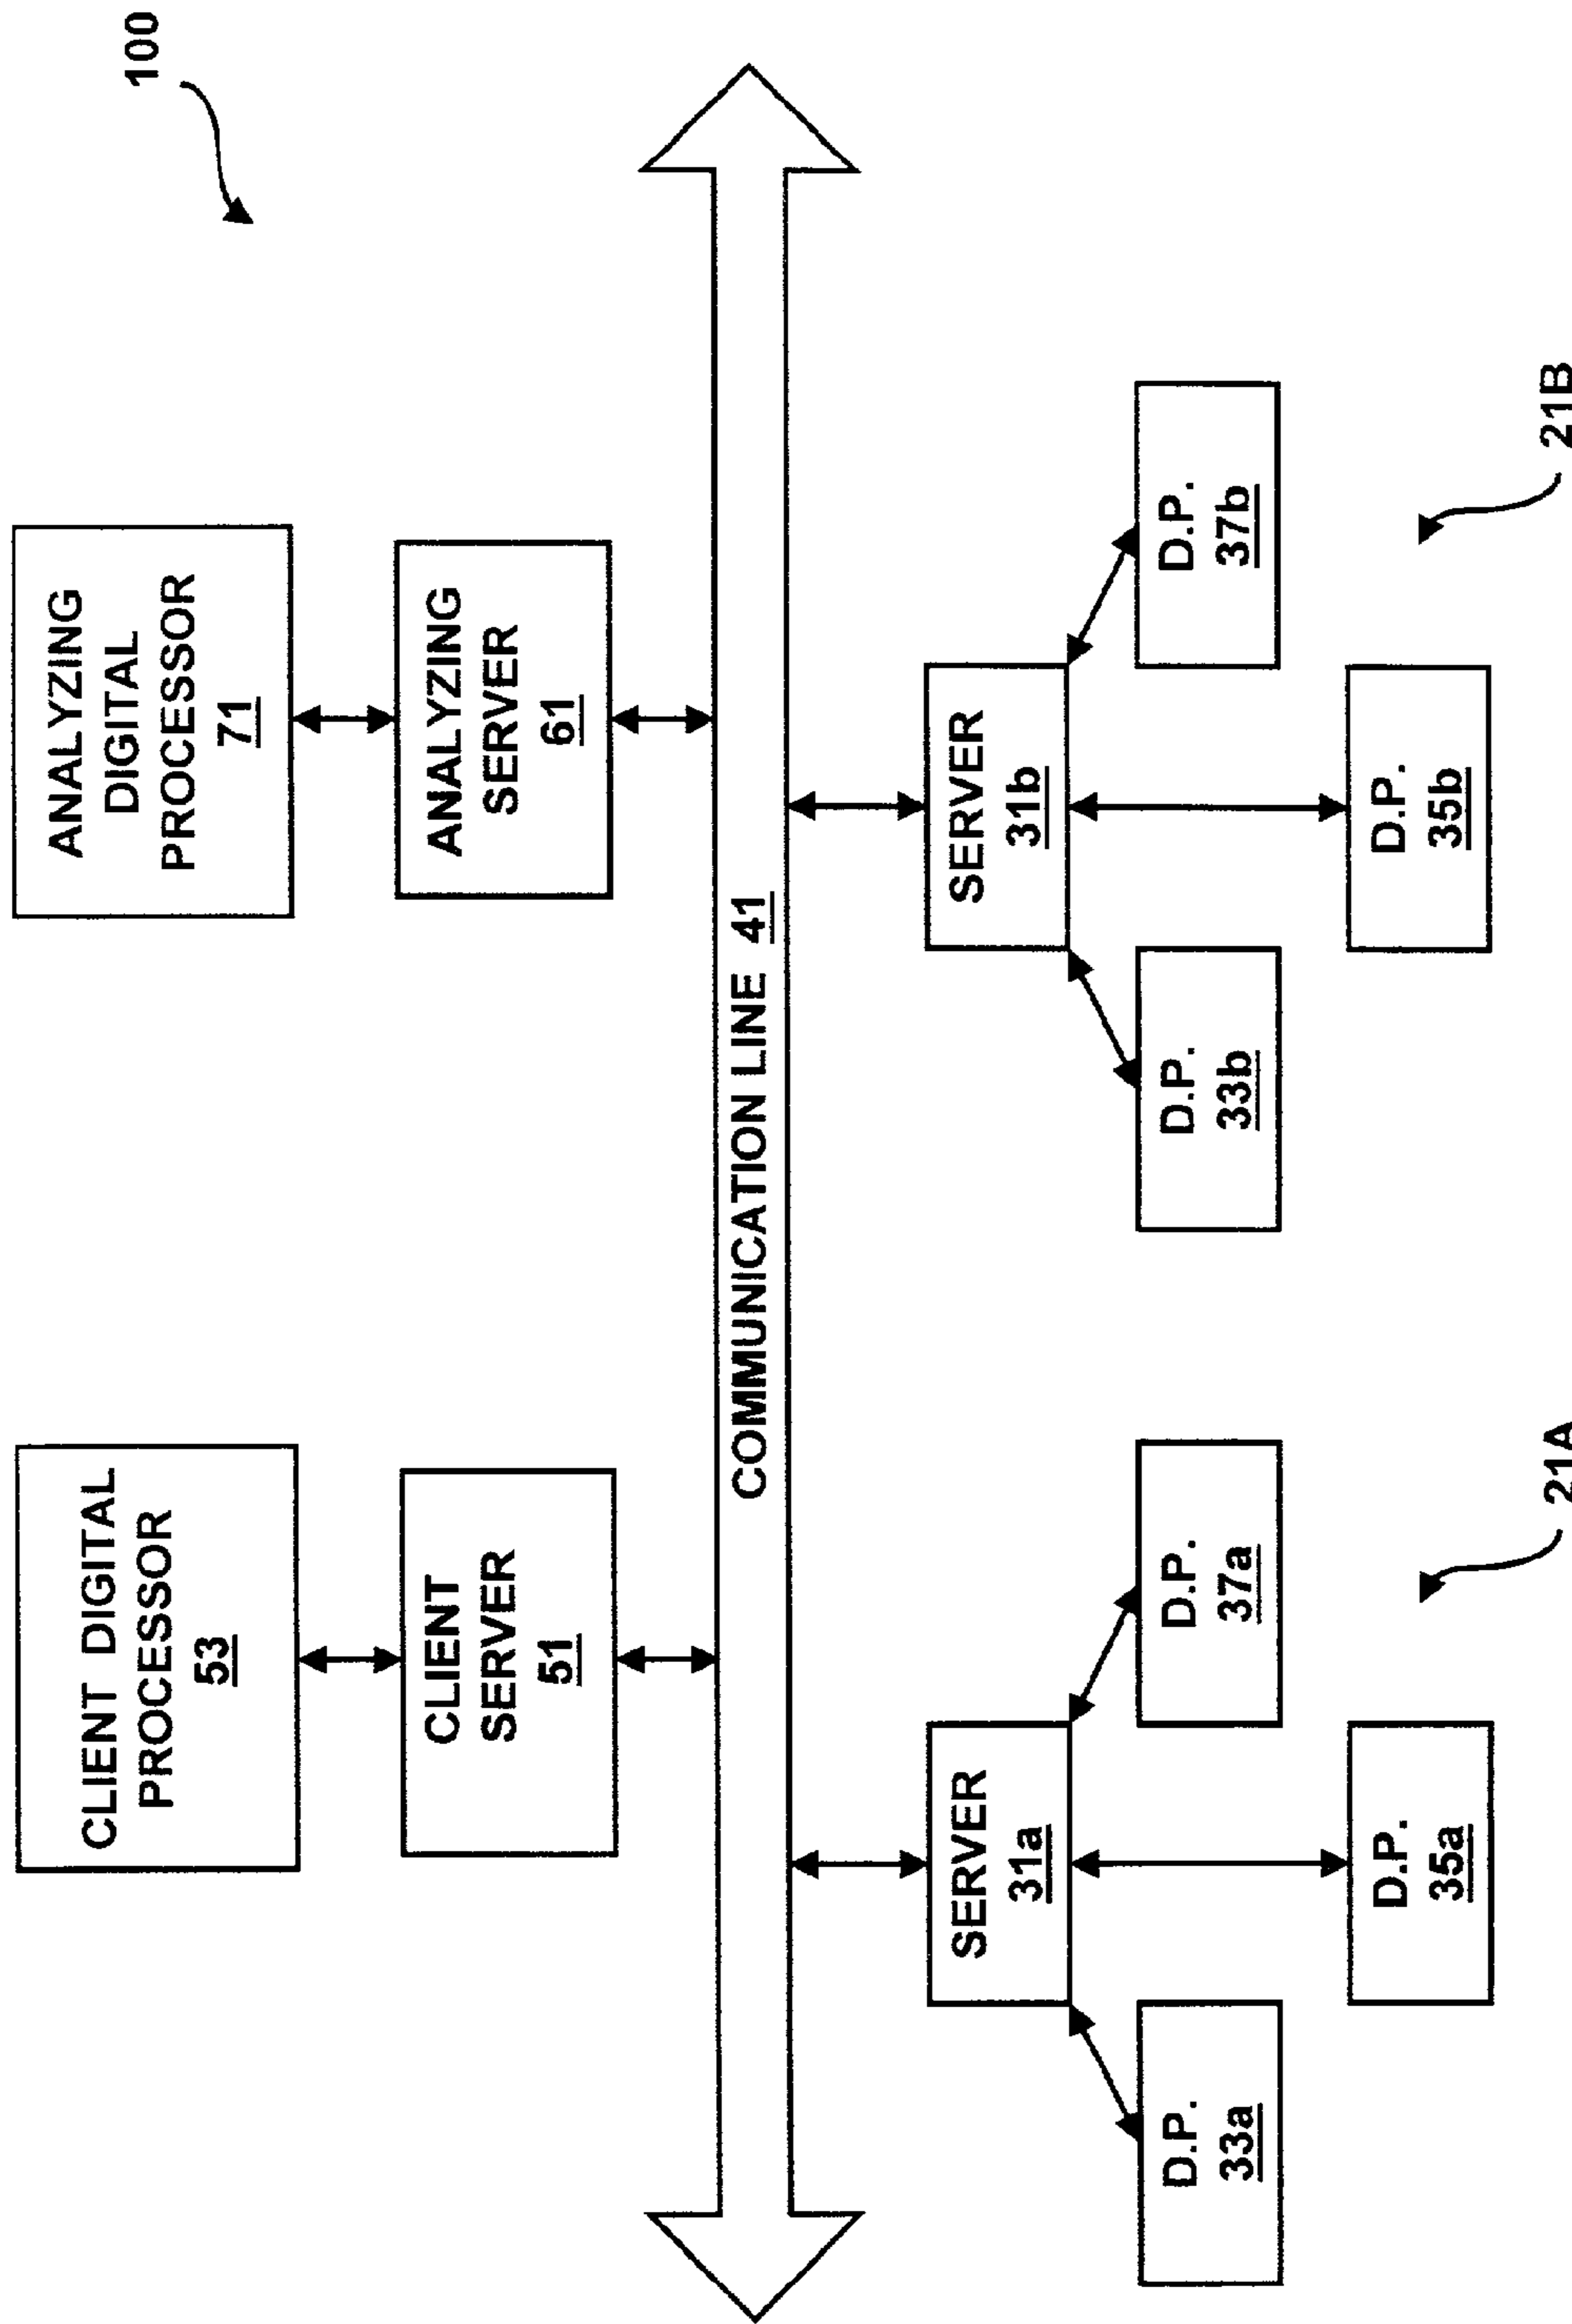 100
CLIENT DIGITAL
PROCESSOR
53
ANALYZING
DIGITAL
PROCESSOR
71
CLIENT
SERVER
51
ANALYZING
SERVER
61
COMMUNICATION LINE 41
SERVER
31a
SERVER
31b
D.P.
33a
D.P.
37a
D.P.
33b
D.P.
37b
D.P.
35a
D.P.
35b
21A
21B